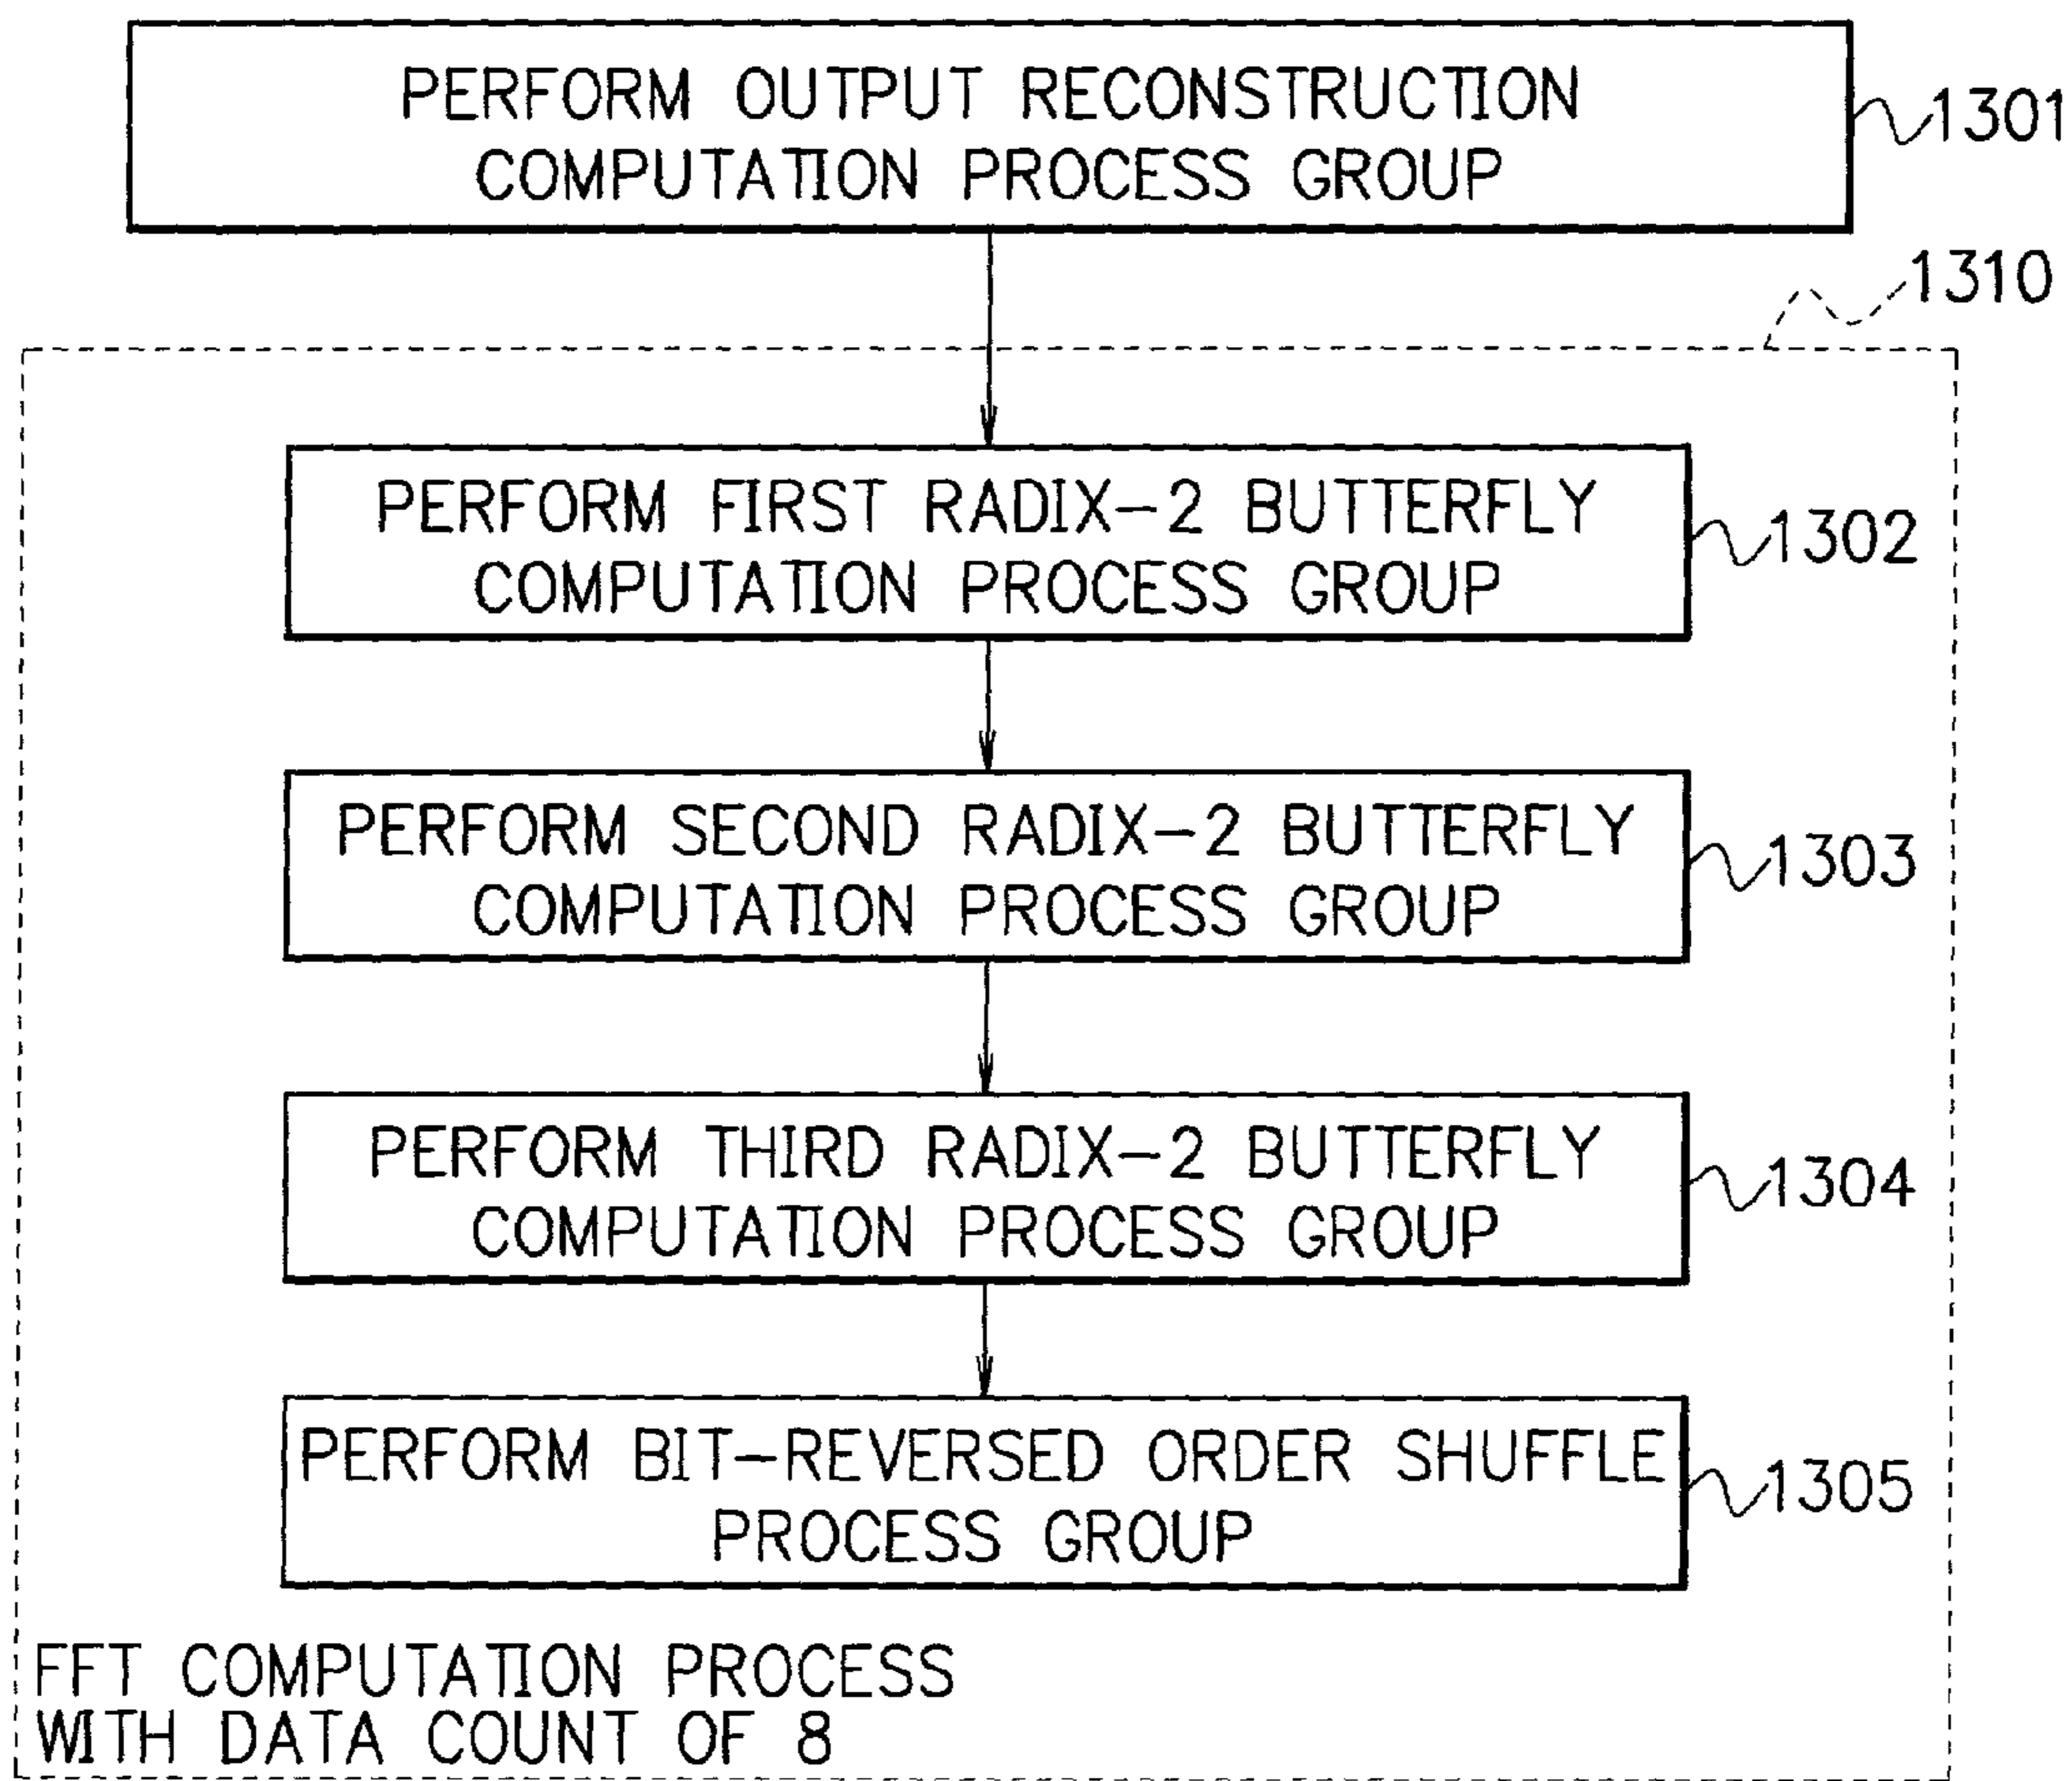 PERFORM OUTPUT RECONSTRUCTION
COMPUTATION PROCESS GROUP
1301
1310
PERFORM FIRST RADIX-2 BUTTERFLY
COMPUTATION PROCESS GROUP
1302
PERFORM SECOND RADIX-2 BUTTERFLY
COMPUTATION PROCESS GROUP
1303
PERFORM THIRD RADIX-2 BUTTERFLY
COMPUTATION PROCESS GROUP
1304
PERFORM BIT-REVERSED ORDER SHUFFLE
PROCESS GROUP
1305
FFT COMPUTATION PROCESS
WITH DATA COUNT OF 8